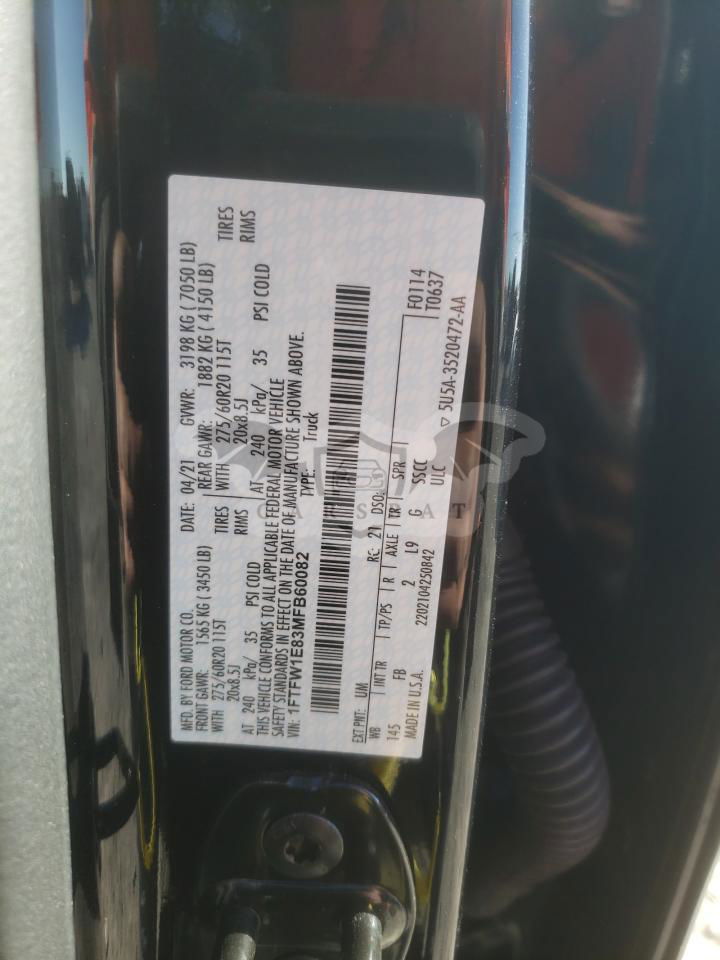 MFD. BY FORD MOTOR CO.
DATE: 04/21 GVWR: 3198 KG ( 7050 LB)
FRONT GAWR: 1565 KG ( 3450 LB) REAR GAWR: 1882 KG ( 4150 LB)
WITH 275/60R20 115T TIRES WITH 275/60R20 115T TIRES
20x8.5J RIMS 20x8.5J RIMS
AT 240 kPa/ 35 PSI COLD AT 240 kPa/ 35 PSI COLD
THIS VEHICLE CONFORMS TO ALL APPLICABLE FEDERAL MOTOR VEHICLE
SAFETY STANDARDS IN EFFECT ON THE DATE OF MANUFACTURE SHOWN ABOVE.
VIN: 1FTFW1E83MFB60082 TYPE: Truck
EXT PNT: UM RC: 21 DSO:
WB INT TR TP/PS R AXLE TR SPR F0114
145 FB 2 L9 G SSCC T0637
MADE IN U.S.A. 2202104250842 ULC
▽ 5U5A-3520472-AA